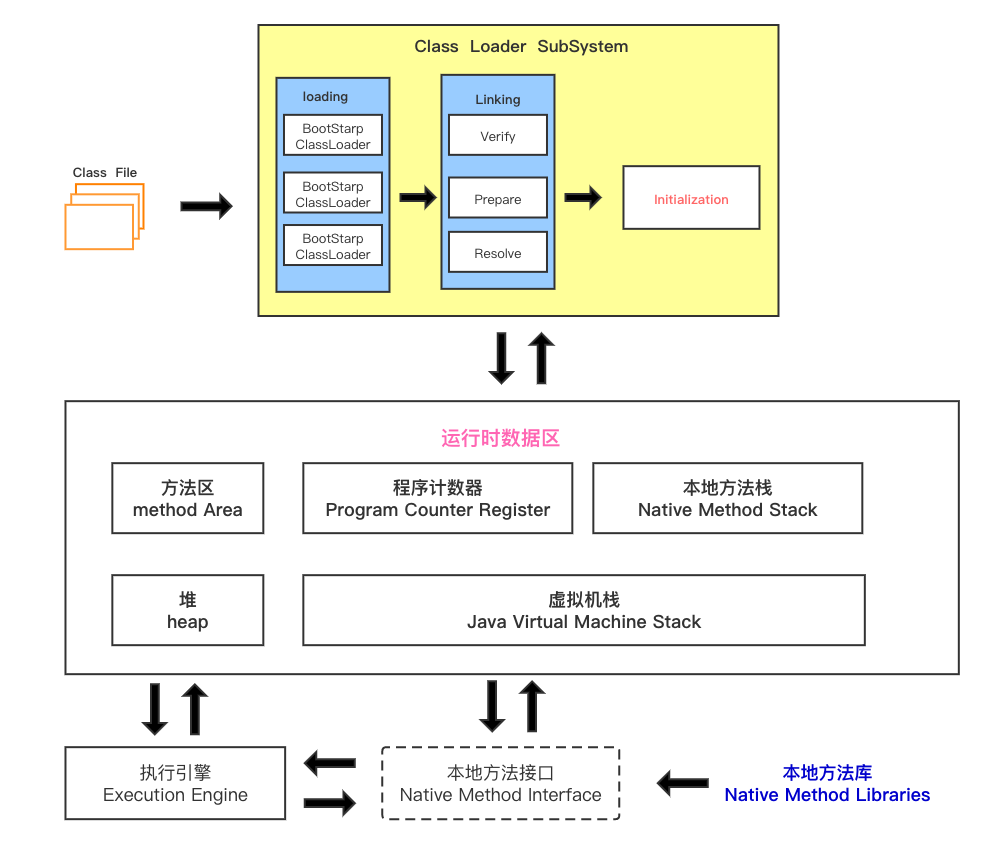 Class Loader SubSystem
loading
BootStarp
ClassLoader
BootStarp
ClassLoader
BootStarp
ClassLoader
Linking
Verify
Prepare
Resolve
Initialization
Class File
运行时数据区
方法区
method Area
程序计数器
Program Counter Register
本地方法栈
Native Method Stack
堆
heap
虚拟机栈
Java Virtual Machine Stack
执行引擎
Execution Engine
本地方法接口
Native Method Interface
本地方法库
Native Method Libraries